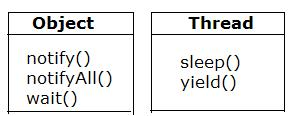 Object
notify()
notifyAll()
wait()
Thread
sleep()
yield()